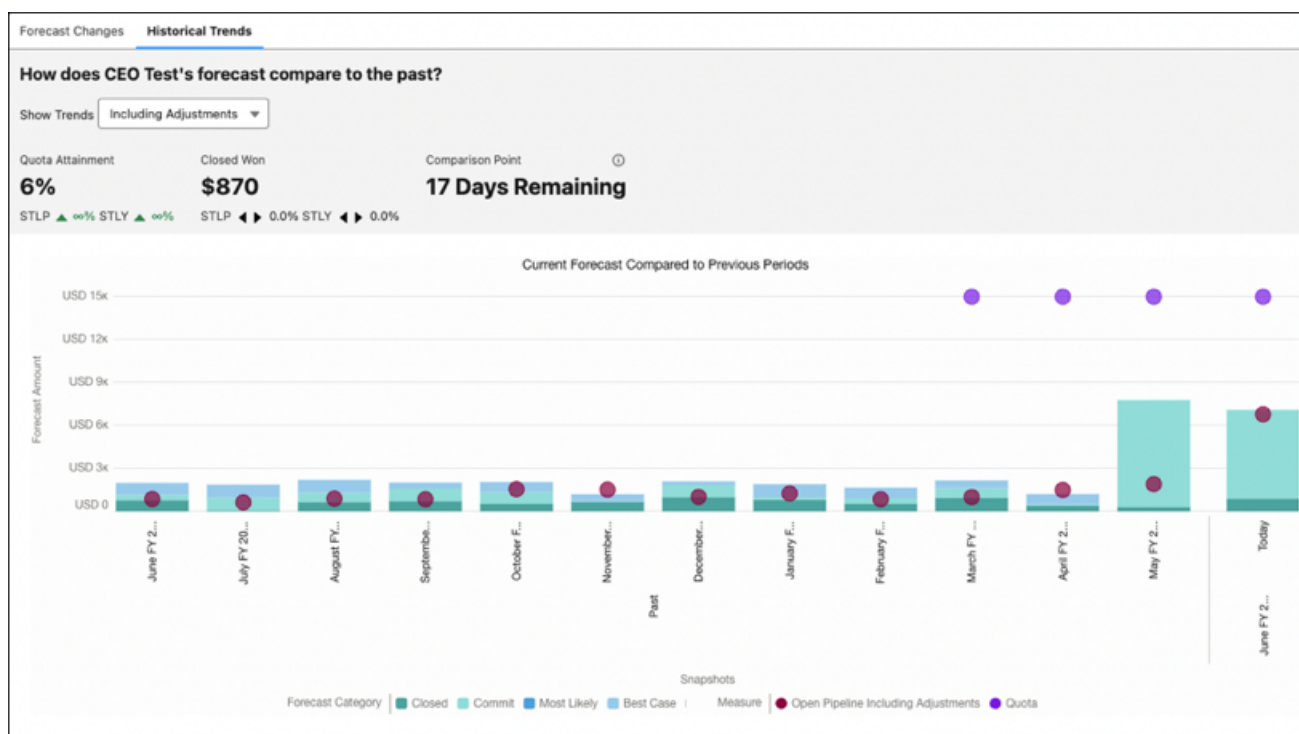 Forecast Changes Historical Trends
How does CEO Test's forecast compare to the past?
Show Trends Including Adjustments
Quota Attainment Closed Won Comparison Point
6% $870 17 Days Remaining
STLP ▲ ∞% STLY ▲ ∞% STLP ◀ ▶ 0.0% STLY ◀ ▶ 0.0%
Current Forecast Compared to Previous Periods
Forecast Amount
USD 15K
USD 12K
USD 9K
USD 6K
USD 3K
USD 0
June FY 2...
July FY 20...
August FY...
Septembe...
October F...
November...
December...
January F...
February F...
March FY ...
April FY 2...
May FY 2...
Today
Past
June FY 2...
Snapshots
Forecast Category Closed Commit Most Likely Best Case Measure Open Pipeline Including Adjustments Quota